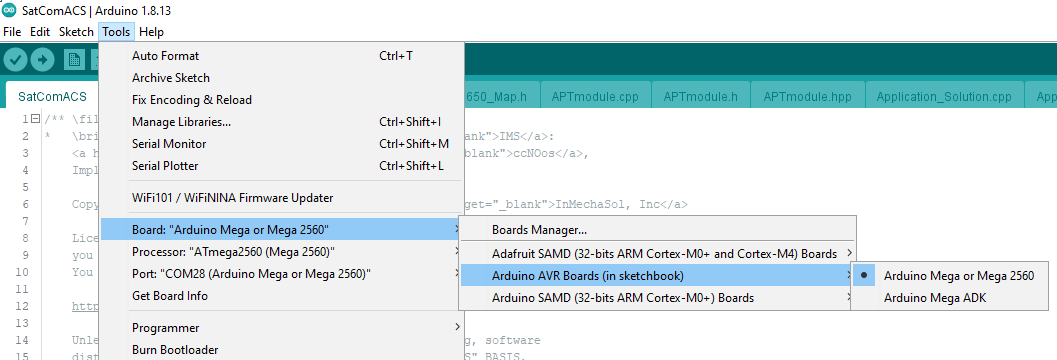 SatComACS | Arduino 1.8.13
File Edit Sketch Tools Help
SatComACS 650_Map.h APTmodule.cpp APTmodule.h APTmodule.hpp Application_Solution.cpp App
Auto Format Ctrl+T
Archive Sketch
Fix Encoding & Reload
Manage Libraries... Ctrl+Shift+I
Serial Monitor Ctrl+Shift+M
Serial Plotter Ctrl+Shift+L
WiFi101 / WiFiNINA Firmware Updater
Board: "Arduino Mega or Mega 2560"
Processor: "ATmega2560 (Mega 2560)"
Port: "COM28 (Arduino Mega or Mega 2560)"
Get Board Info
Programmer
Burn Bootloader
Boards Manager...
Adafruit SAMD (32-bits ARM Cortex-M0+ and Cortex-M4) Boards
Arduino AVR Boards (in sketchbook)
Arduino SAMD (32-bits ARM Cortex-M0+) Boards
Arduino Mega or Mega 2560
Arduino Mega ADK
1 /** \fil
2 * \bri lank">IMS</a>:
3 <a h blank">ccNOos</a>,
4 Impl
5
6 Copy get="_blank">InMechaSol, Inc</a>
7
8 Lice
9 you
10 You
11
12 http
13
14 Unle g, software
15 dist S" BASIS,